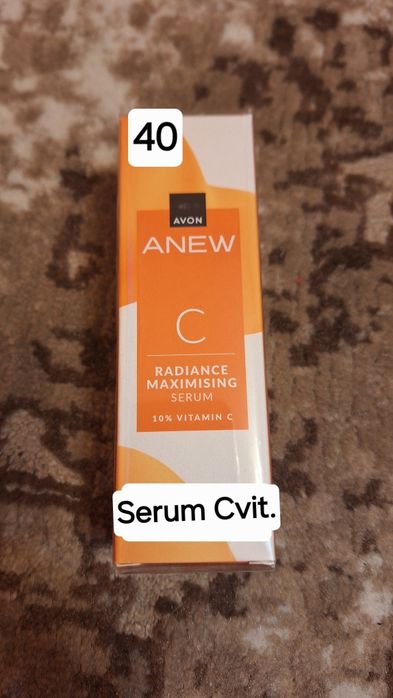 40
AVON
ANEW
C
RADIANCE
MAXIMISING
SERUM
10% VITAMIN C
Serum Cvit.